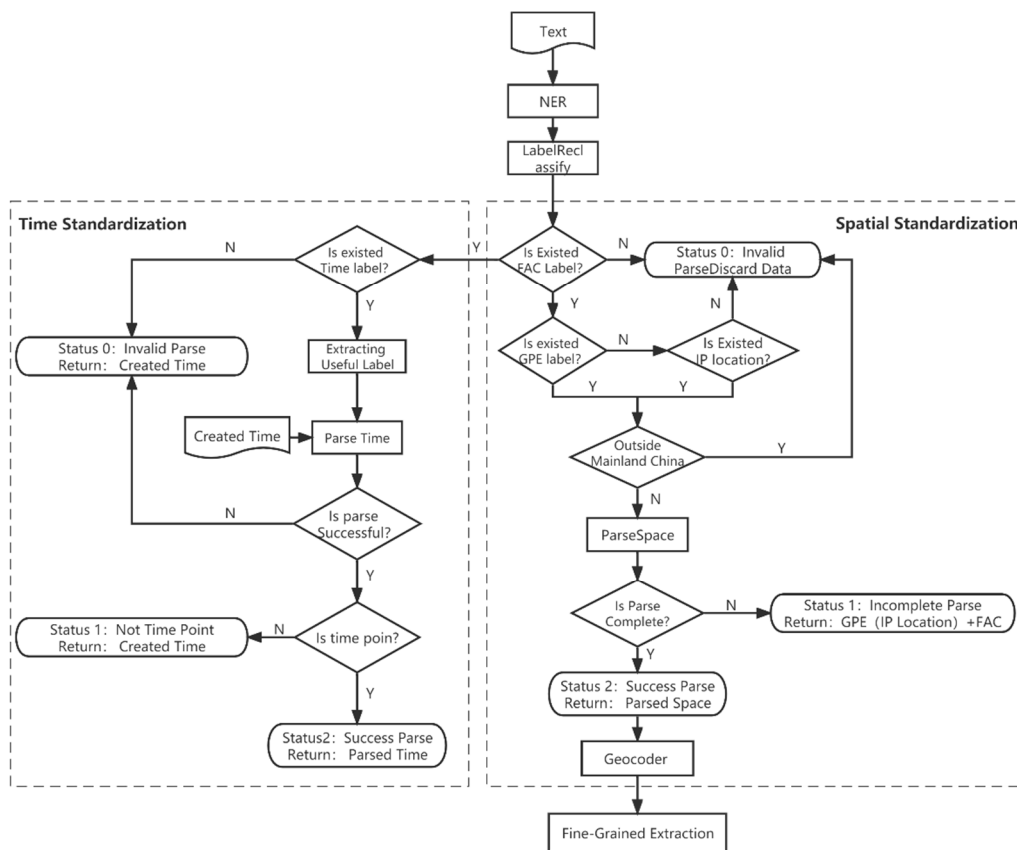 Text
NER
LabelRecl
assify
Time Standardization
Spatial Standardization
N
Is existed
Time label?
Y
Is Existed
FAC Label?
N
Status 0: Invalid
ParseDiscard Data
Y
Y
N
Status 0: Invalid Parse
Return: Created Time
Extracting
Useful Label
Is existed
GPE label?
N
Is Existed
IP location?
Y
Y
Created Time
Parse Time
Outside
Mainland China
Y
N
N
Is parse
Successful?
ParseSpace
Y
Is Parse
Complete?
N
Status 1: Incomplete Parse
Return: GPE (IP Location) +FAC
Status 1: Not Time Point
Return: Created Time
N
Is time poin?
Y
Y
Status 2: Success Parse
Return: Parsed Space
Status2: Success Parse
Return: Parsed Time
Geocoder
Fine-Grained Extraction